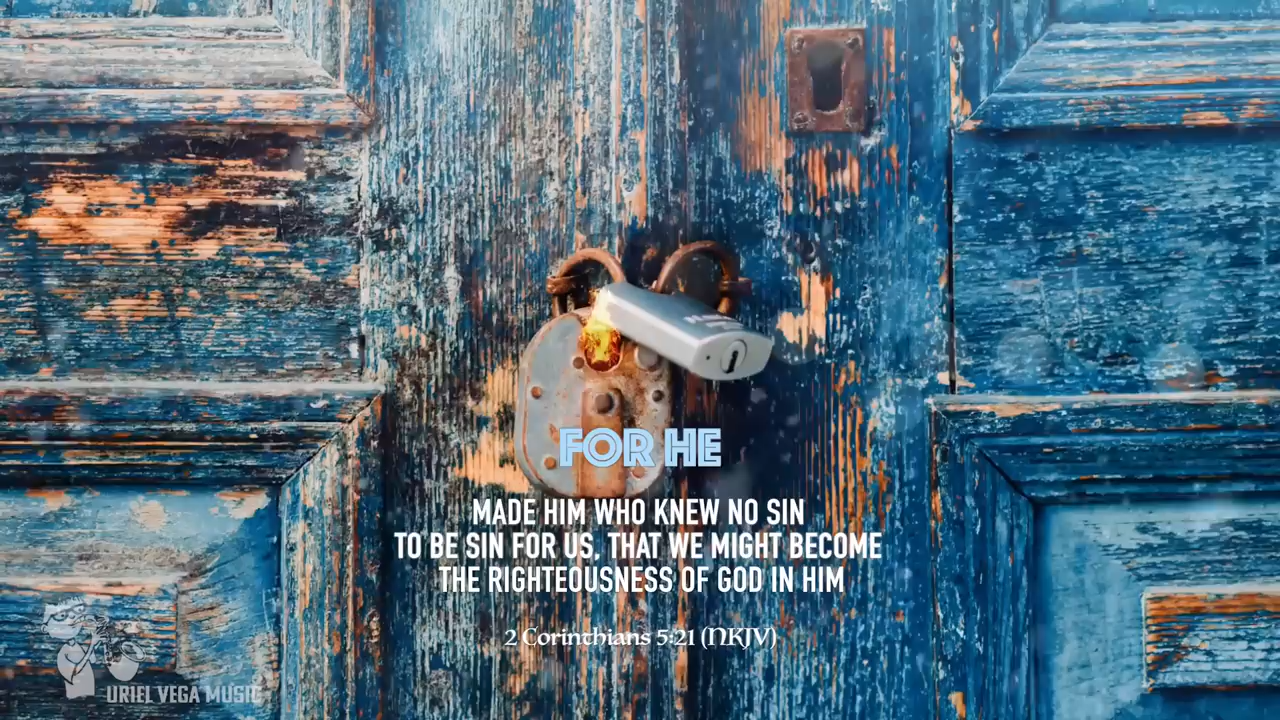 FOR HE
MADE HIM WHO KNEW NO SIN
TO BE SIN FOR US, THAT WE MIGHT BECOME
THE RIGHTEOUSNESS OF GOD IN HIM
2 Corinthians 5:21 (NKJV)
URIEL VEGA MUSIC